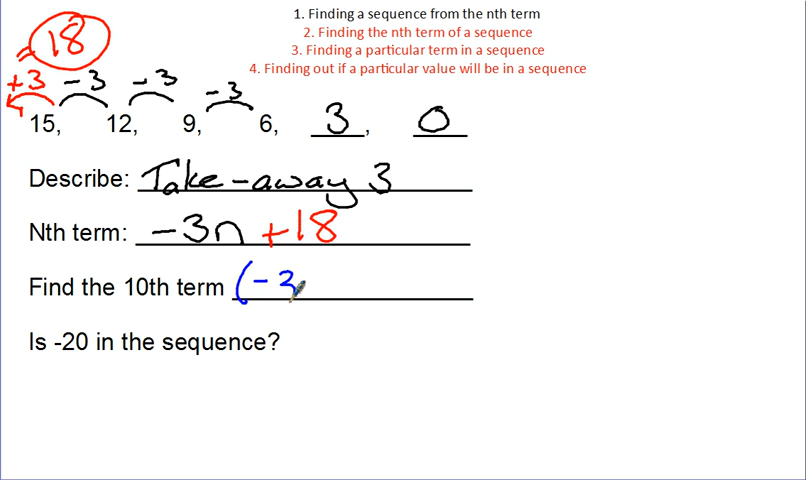 1. Finding a sequence from the nth term
2. Finding the nth term of a sequence
3. Finding a particular term in a sequence
4. Finding out if a particular value will be in a sequence
= 18
+3 -3 -3 -3
15, 12, 9, 6, 3, 0
Describe: Take-away 3
Nth term: -3n +18
Find the 10th term (-3
Is -20 in the sequence?